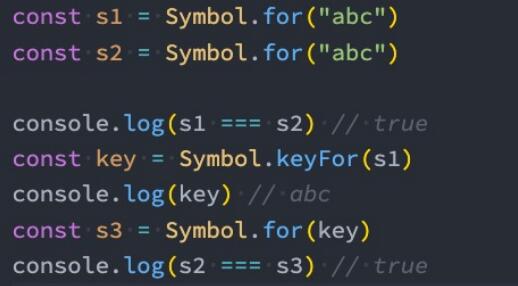 const s1 = Symbol.for("abc")
const s2 = Symbol.for("abc")
console.log(s1 === s2) // true
const key = Symbol.keyFor(s1)
console.log(key) // abc
const s3 = Symbol.for(key)
console.log(s2 === s3) // true